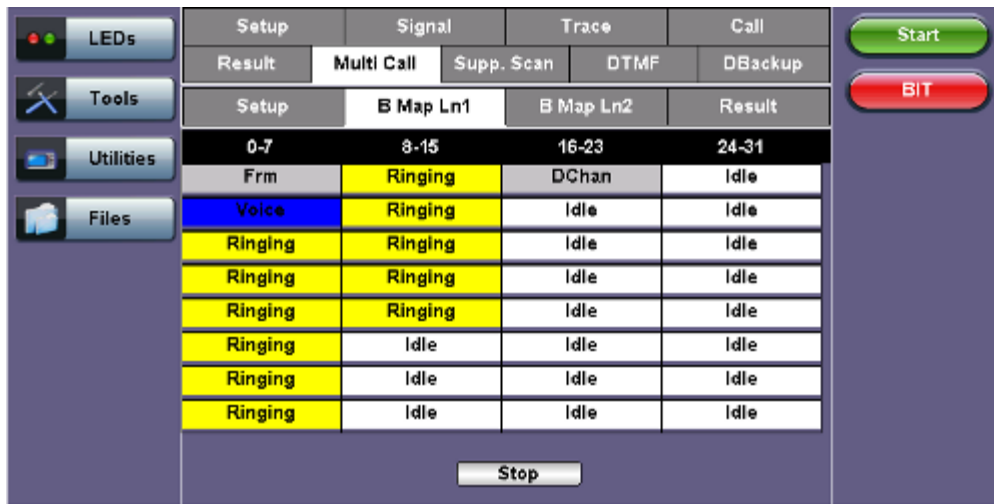 LEDs
Tools
Utilities
Files
Setup Signal Trace Call
Result Multi Call Supp. Scan DTMF DBackup
Setup B Map Ln1 B Map Ln2 Result
0-7 8-15 16-23 24-31
Frm Ringing DChan Idle
Voice Ringing Idle Idle
Ringing Ringing Idle Idle
Ringing Ringing Idle Idle
Ringing Ringing Idle Idle
Ringing Idle Idle Idle
Ringing Idle Idle Idle
Ringing Idle Idle Idle
Stop
Start
BIT